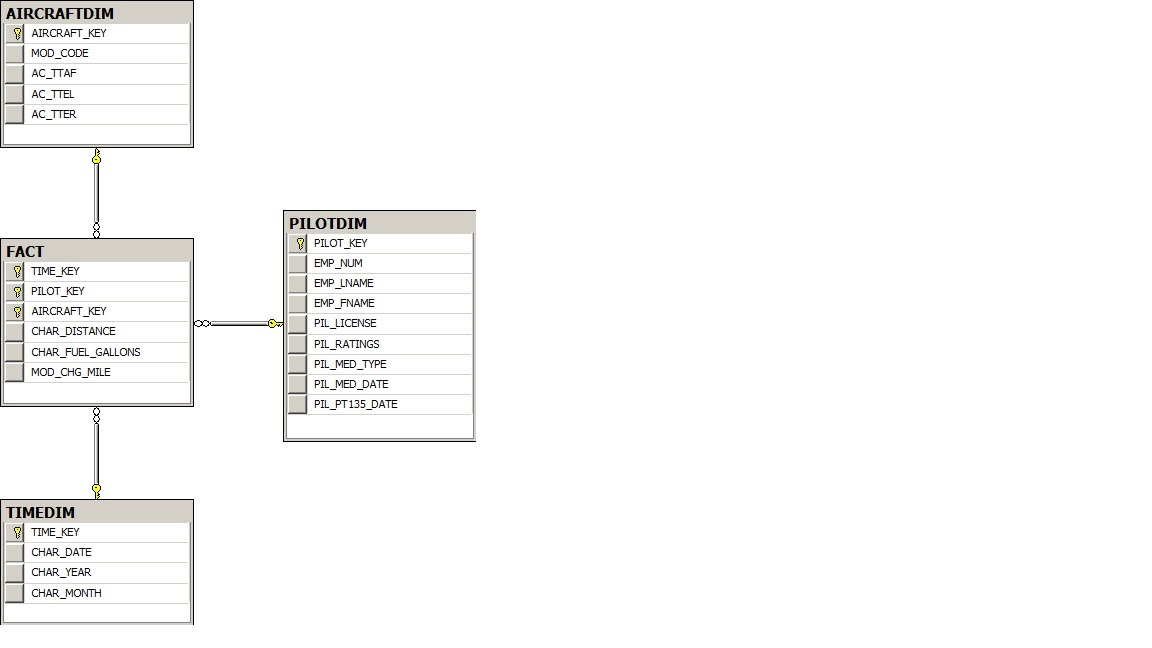 AIRCRAFTDIM
AIRCRAFT_KEY
MOD_CODE
AC_TTAF
AC_TTEL
AC_TTER
FACT
TIME_KEY
PILOT_KEY
AIRCRAFT_KEY
CHAR_DISTANCE
CHAR_FUEL_GALLONS
MOD_CHG_MILE
PILOTDIM
PILOT_KEY
EMP_NUM
EMP_LNAME
EMP_FNAME
PIL_LICENSE
PIL_RATINGS
PIL_MED_TYPE
PIL_MED_DATE
PIL_PT135_DATE
TIMEDIM
TIME_KEY
CHAR_DATE
CHAR_YEAR
CHAR_MONTH